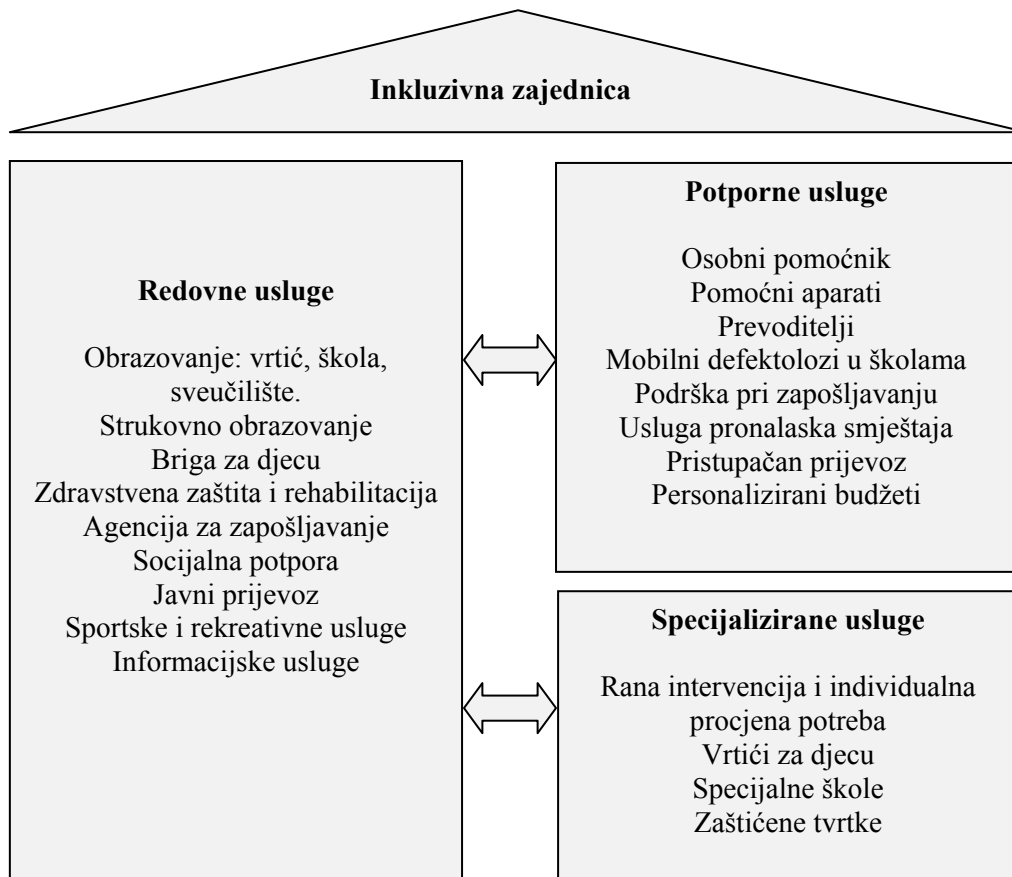 Inkluzivna zajednica
Redovne usluge
Obrazovanje: vrtić, škola,
sveučilište.
Strukovno obrazovanje
Briga za djecu
Zdravstvena zaštita i rehabilitacija
Agencija za zapošljavanje
Socijalna potpora
Javni prijevoz
Sportske i rekreativne usluge
Informacijske usluge
Potporne usluge
Osobni pomoćnik
Pomoćni aparati
Prevoditelji
Mobilni defektolozi u školama
Podrška pri zapošljavanju
Usluga pronalaska smještaja
Pristupačan prijevoz
Personalizirani budžeti
Specijalizirane usluge
Rana intervencija i individualna
procjena potreba
Vrtići za djecu
Specijalne škole
Zaštićene tvrtke